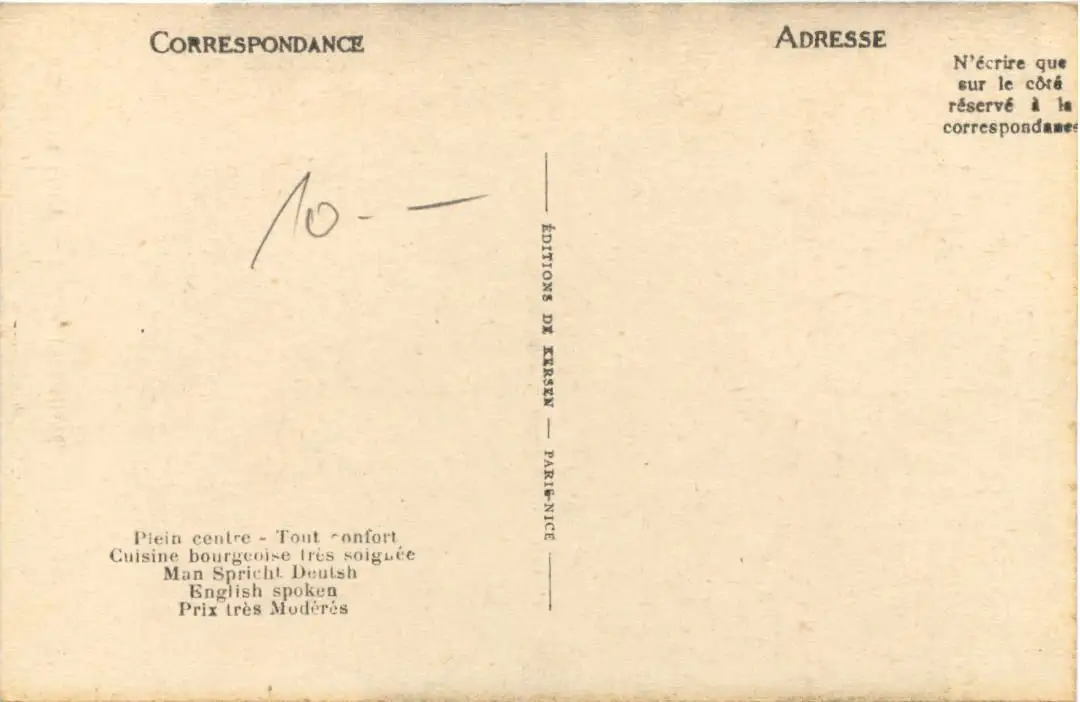 CORRESPONDANCE
ADRESSE
N'écrire que
sur le côté
réservé à la
correspondance
10 - —
ÉDITIONS DE KERSEN — PARIS-NICE
Plein centre - Tout confort
Cuisine bourgeoise très soignée
Man Spricht Deutsh
English spoken
Prix très Modérés